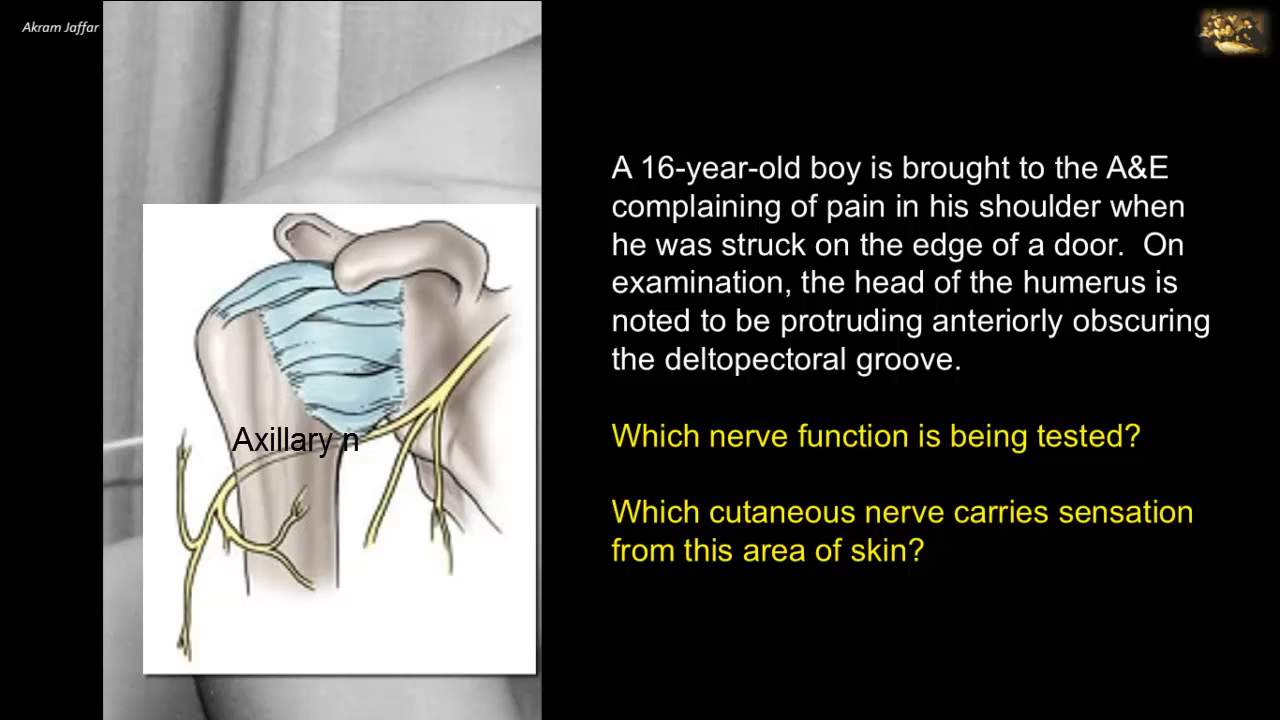 Akram Jaffar
A 16-year-old boy is brought to the A&E
complaining of pain in his shoulder when
he was struck on the edge of a door.  On
examination, the head of the humerus is
noted to be protruding anteriorly obscuring
the deltopectoral groove.
Axillary n
Which nerve function is being tested?
Which cutaneous nerve carries sensation
from this area of skin?